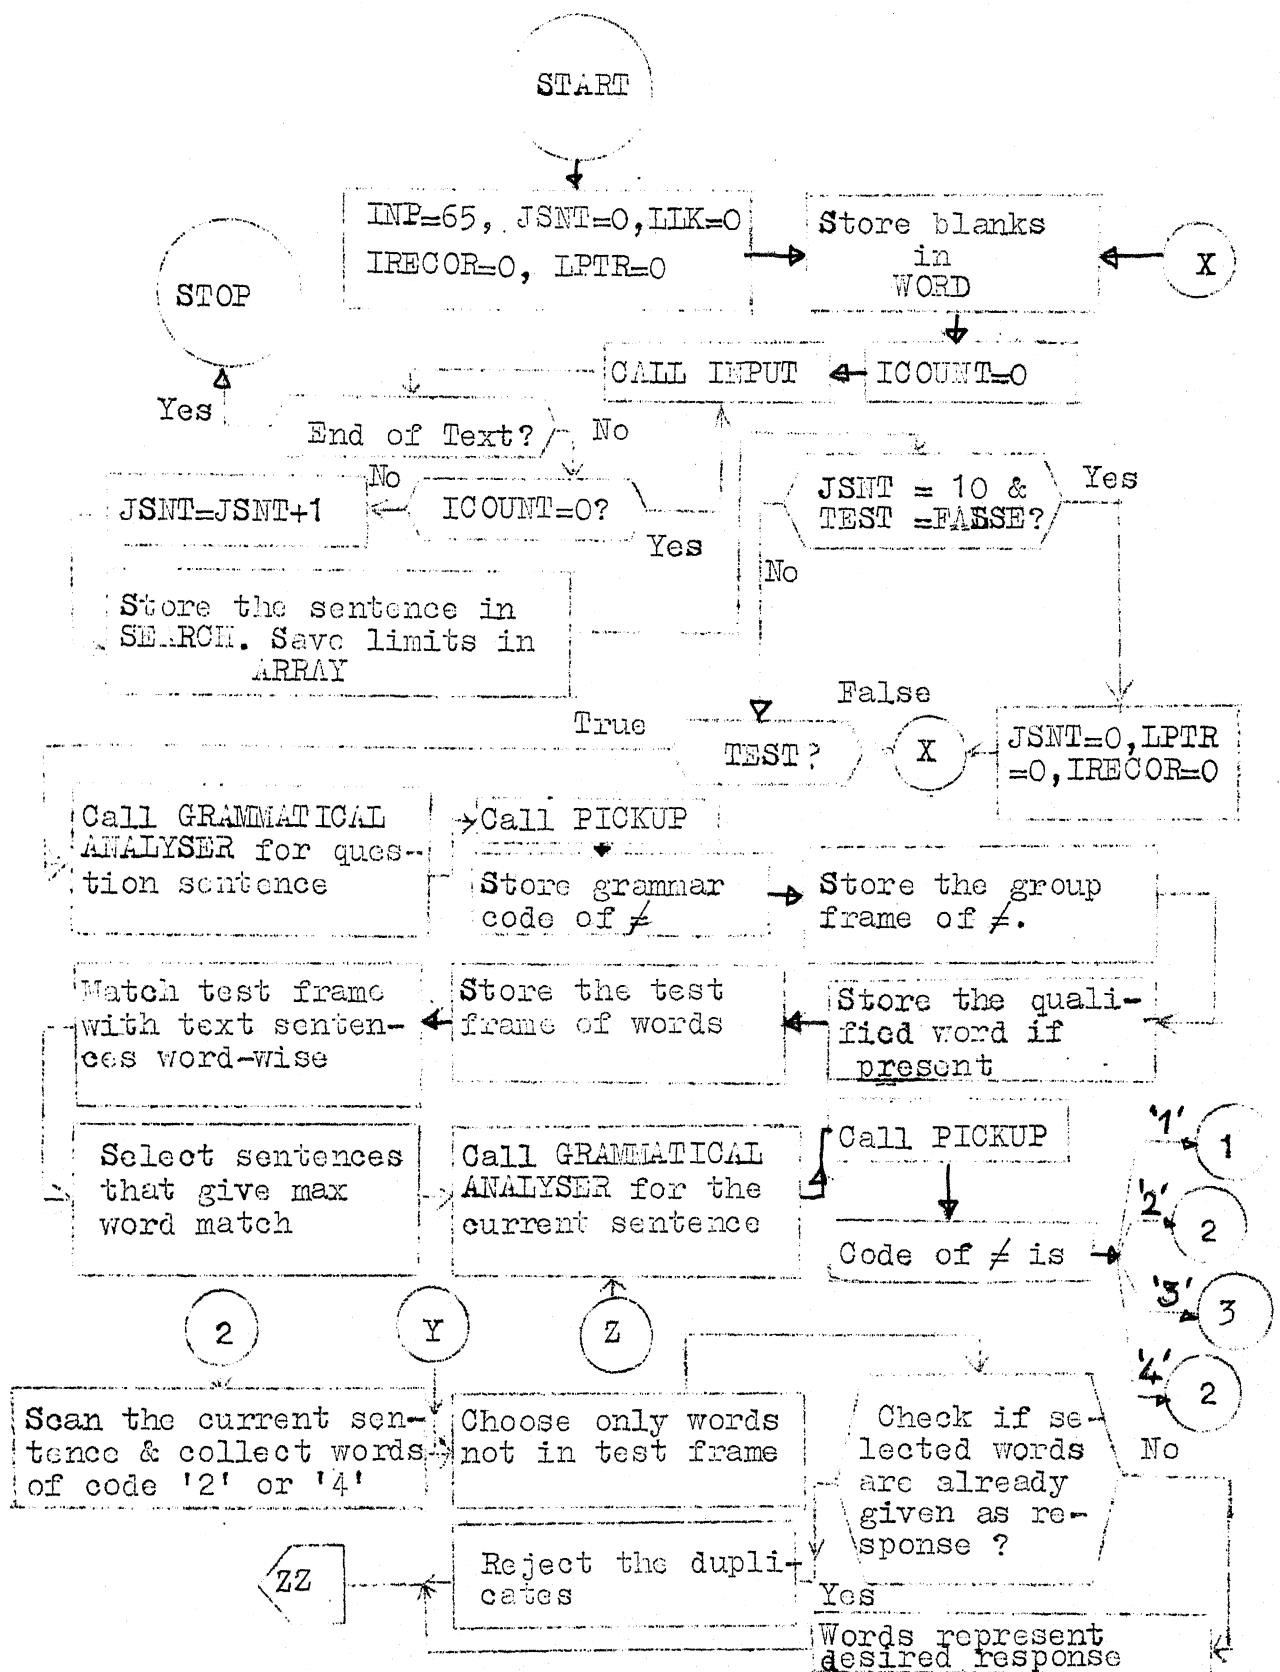 START
INP=65, JSNT=0,LLK=0
IRECOR=0, LPTR=0
Store blanks
in
WORD
X
STOP
CALL INPUT
ICOUNT=0
Yes
End of Text?
No
No
JSNT=JSNT+1
ICOUNT=0?
Yes
JSNT = 10 &
TEST =FALSE?
Yes
No
Store the sentence in
SEARCH. Save limits in
ARRAY
True
TEST?
False
X
JSNT=0,LPTR
=0,IRECOR=0
Call GRAMMATICAL
ANALYSER for ques-
tion sentence
Call PICKUP
Store grammar
code of ≠
Store the group
frame of ≠.
Match test frame
with text senten-
ces word-wise
Store the test
frame of words
Store the quali-
fied word if
present
Select sentences
that give max
word match
Call GRAMMATICAL
ANALYSER for the
current sentence
Call PICKUP
Code of ≠ is
'1'
1
'2'
2
'3'
3
'4'
2
2
Y
Z
Scan the current sen-
tence & collect words
of code '2' or '4'
Choose only words
not in test frame
Check if se-
lected words
are already
given as re-
sponse ?
No
ZZ
Reject the dupli-
cates
Yes
Words represent
desired response